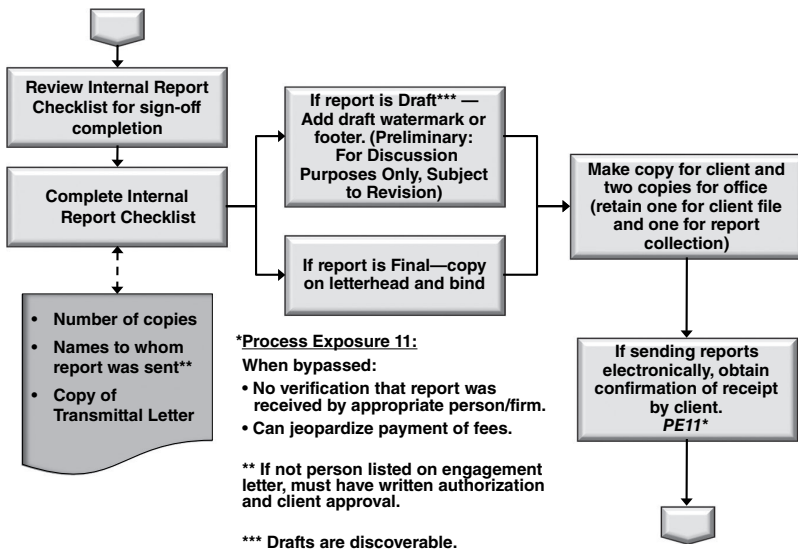 Review Internal Report
Checklist for sign-off
completion
Complete Internal
Report Checklist
• Number of copies
• Names to whom
report was sent**
• Copy of
Transmittal Letter
If report is Draft*** —
Add draft watermark or
footer. (Preliminary:
For Discussion
Purposes Only, Subject
to Revision)
If report is Final—copy
on letterhead and bind
*Process Exposure 11:
When bypassed:
• No verification that report was
received by appropriate person/firm.
• Can jeopardize payment of fees.
** If not person listed on engagement
letter, must have written authorization
and client approval.
*** Drafts are discoverable.
Make copy for client and
two copies for office
(retain one for client file
and one for report
collection)
If sending reports
electronically, obtain
confirmation of receipt
by client.
PE11*